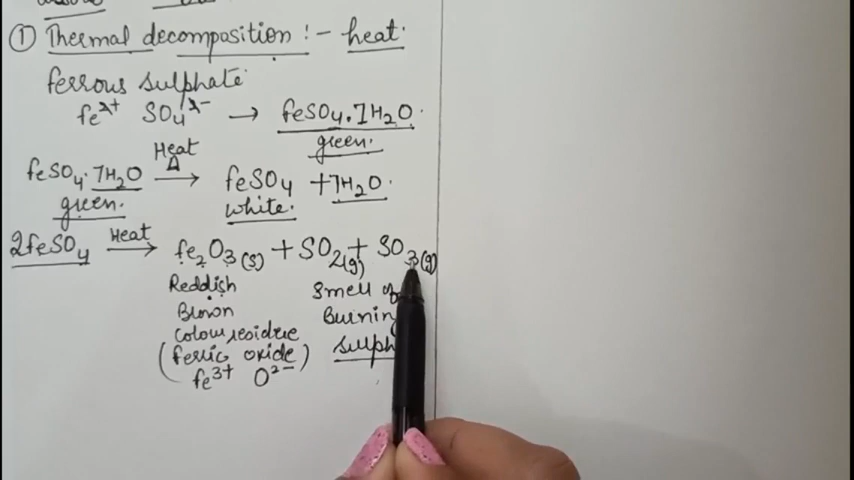 ① Thermal decomposition :- heat
ferrous sulphate
fe²⁺ SO₄²⁻ → feSO₄.7H₂O.
green.
Heat
feSO₄.7H₂O Δ→ feSO₄ + 7H₂O.
green. white.
2feSO₄ Heat→ fe₂O₃(s) + SO₂(g) + SO₃(g)
Reddish Smell of
Brown
colour residue
(ferric oxide)
fe³⁺ O²⁻